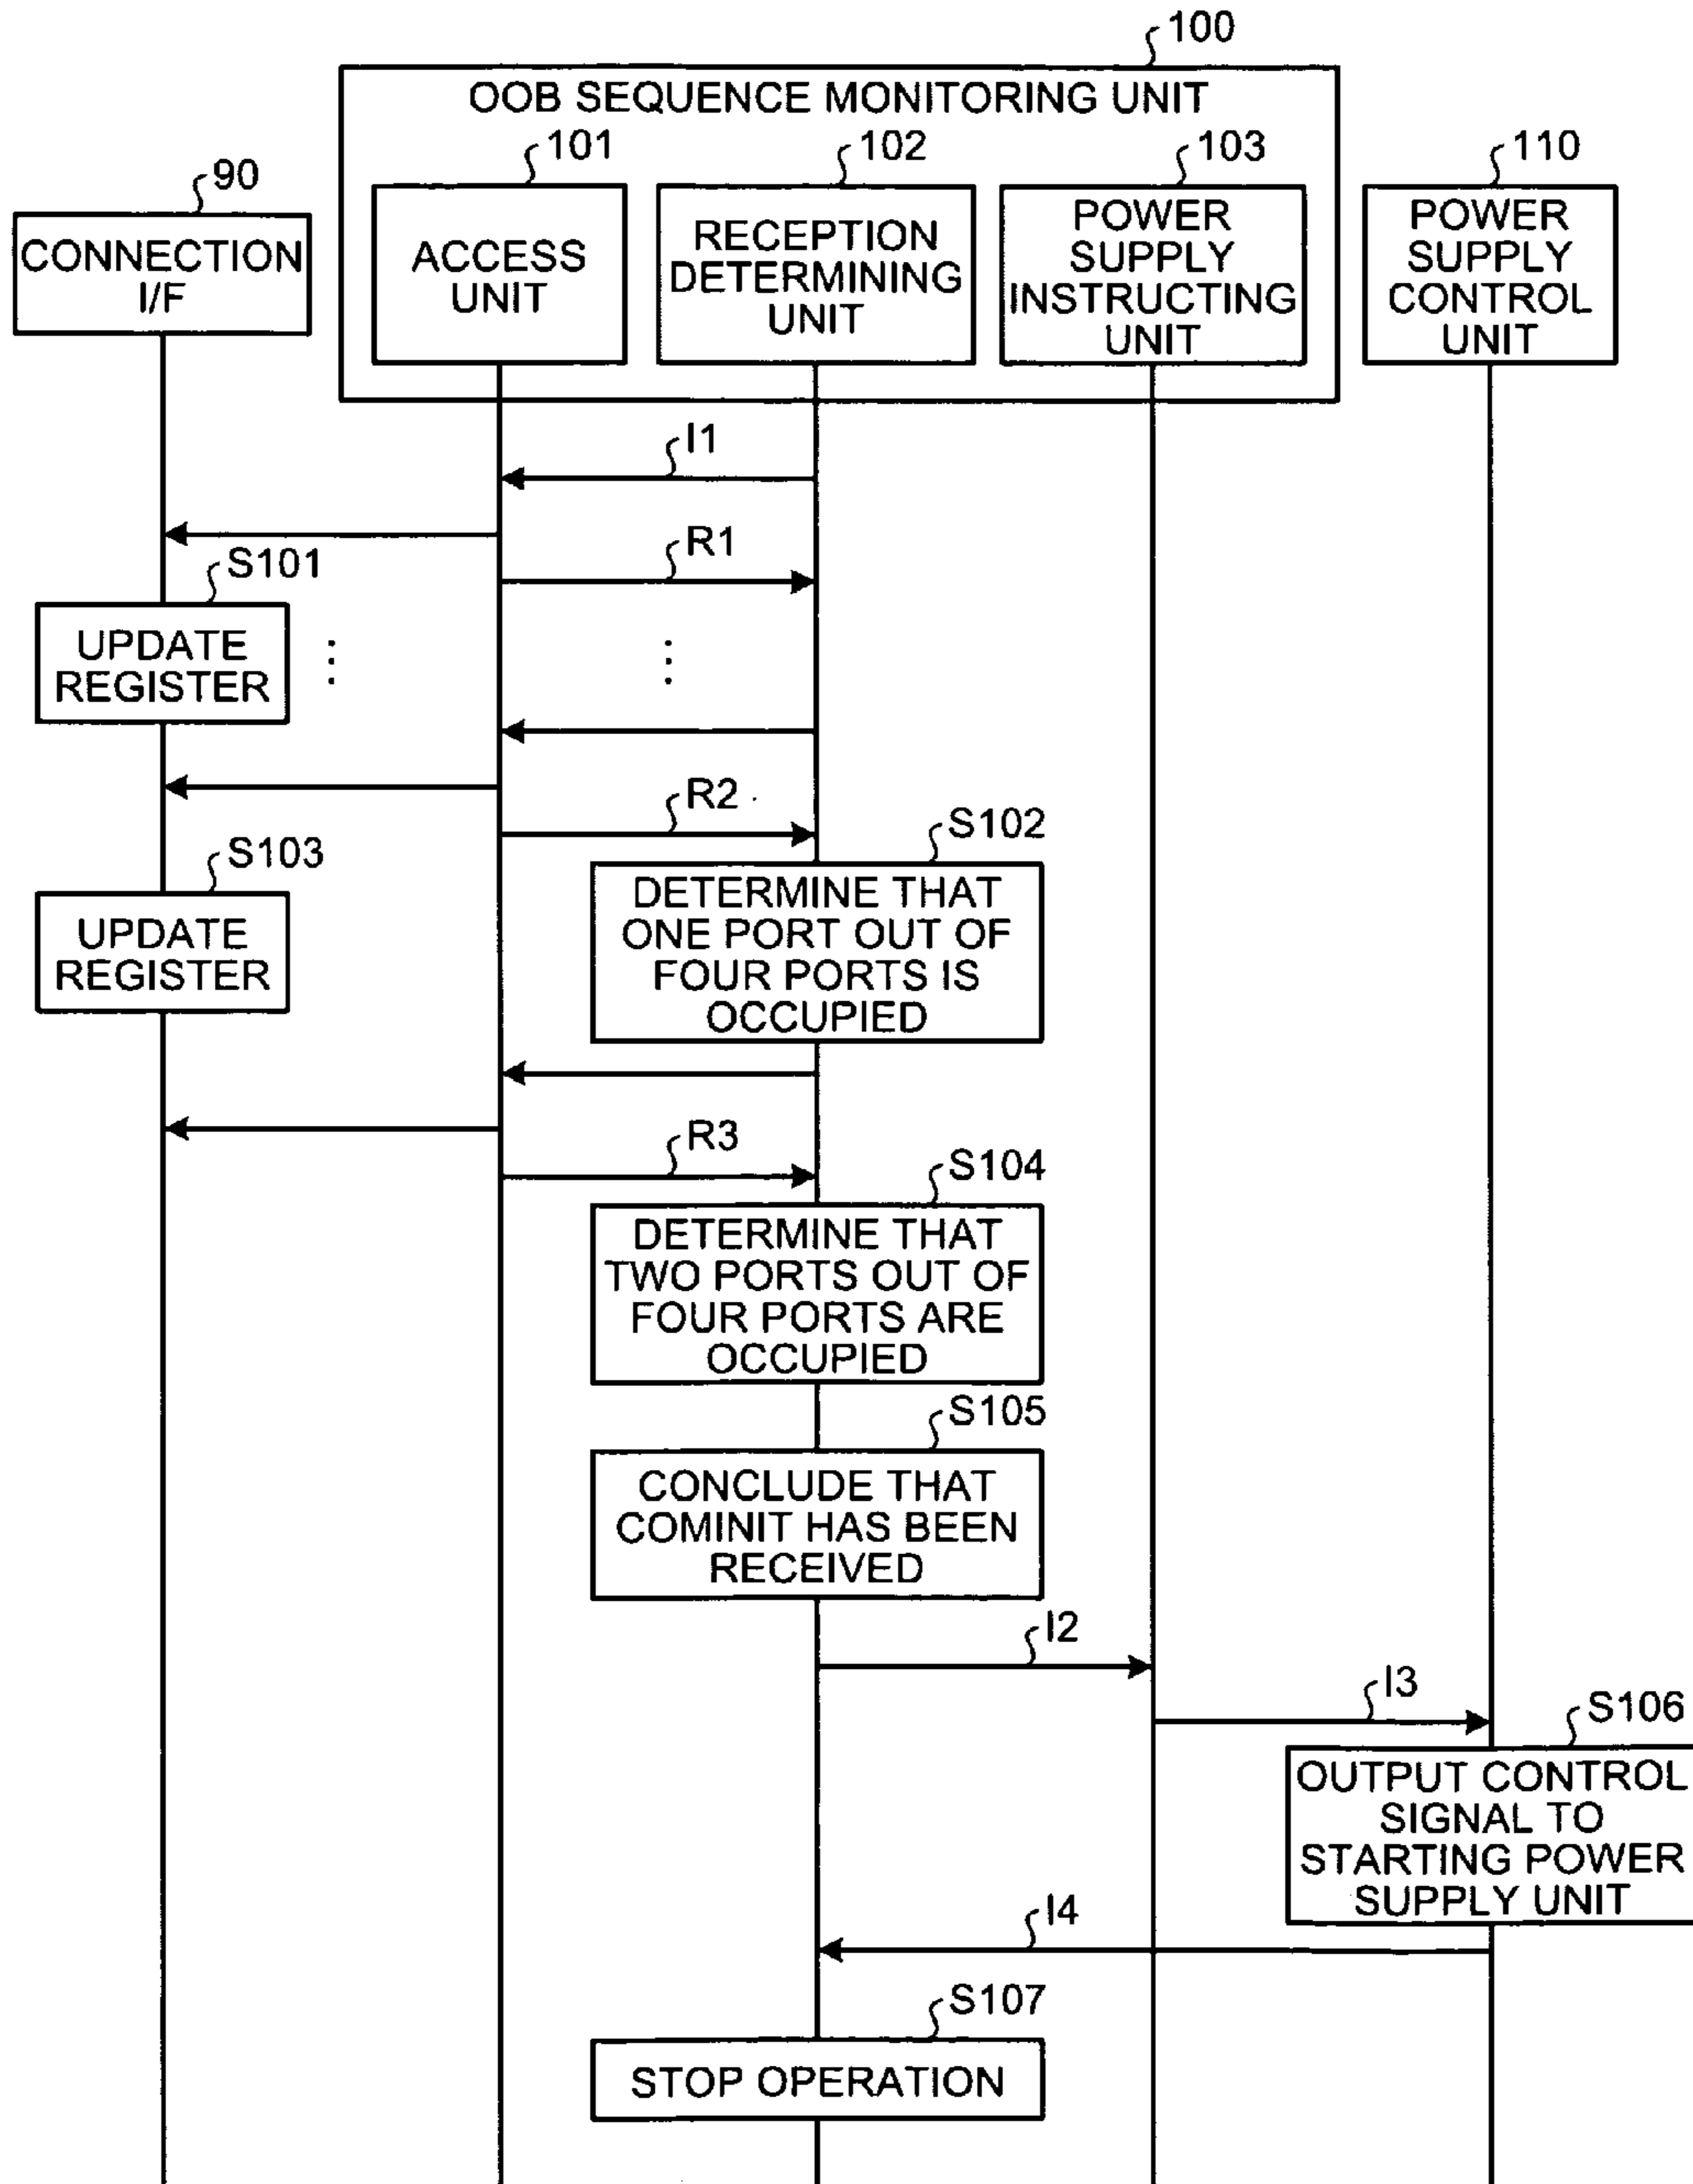 100
OOB SEQUENCE MONITORING UNIT
90
101
102
103
110
CONNECTION
I/F
ACCESS
UNIT
RECEPTION
DETERMINING
UNIT
POWER
SUPPLY
INSTRUCTING
UNIT
POWER
SUPPLY
CONTROL
UNIT
I1
R1
S101
UPDATE
REGISTER
R2
S102
DETERMINE THAT
ONE PORT OUT OF
FOUR PORTS IS
OCCUPIED
S103
UPDATE
REGISTER
R3
S104
DETERMINE THAT
TWO PORTS OUT OF
FOUR PORTS ARE
OCCUPIED
S105
CONCLUDE THAT
COMINIT HAS BEEN
RECEIVED
I2
I3
S106
OUTPUT CONTROL
SIGNAL TO
STARTING POWER
SUPPLY UNIT
I4
S107
STOP OPERATION